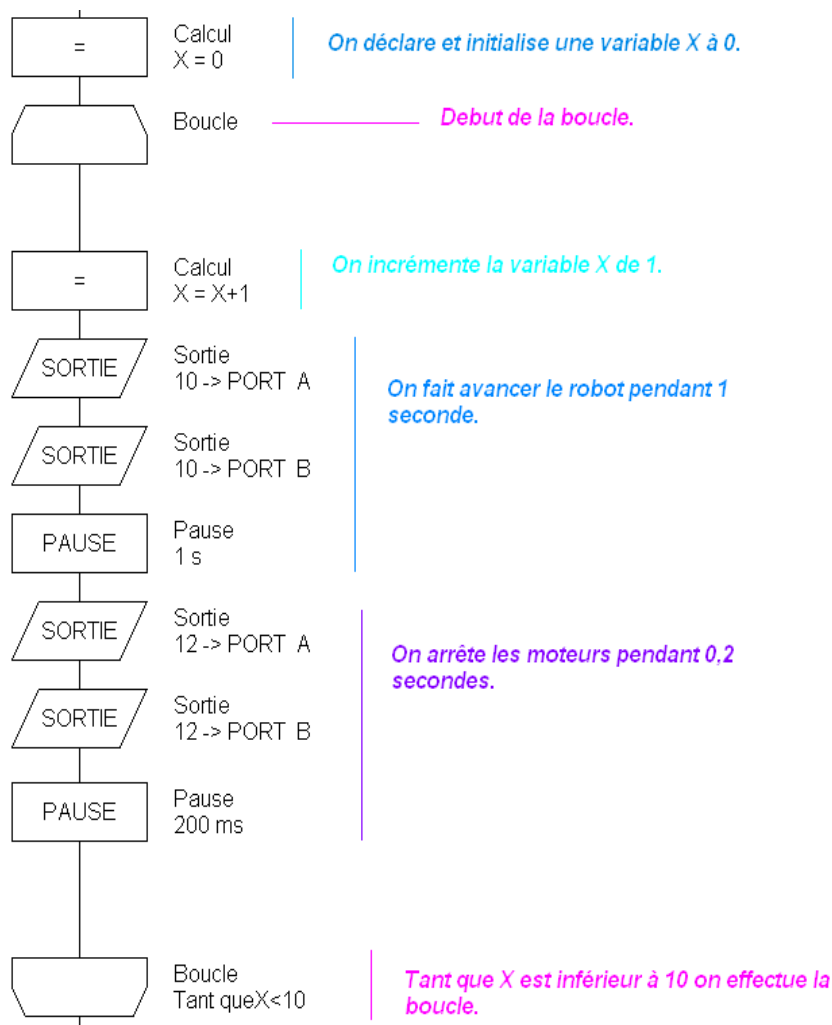 =
Calcul
X = 0
On déclare et initialise une variable X à 0.
Boucle
Debut de la boucle.
=
Calcul
X = X+1
On incrémente la variable X de 1.
SORTIE
Sortie
10 -> PORT A
On fait avancer le robot pendant 1
seconde.
SORTIE
Sortie
10 -> PORT B
PAUSE
Pause
1 s
SORTIE
Sortie
12 -> PORT A
On arrête les moteurs pendant 0,2
secondes.
SORTIE
Sortie
12 -> PORT B
PAUSE
Pause
200 ms
Boucle
Tant queX<10
Tant que X est inférieur à 10 on effectue la
boucle.